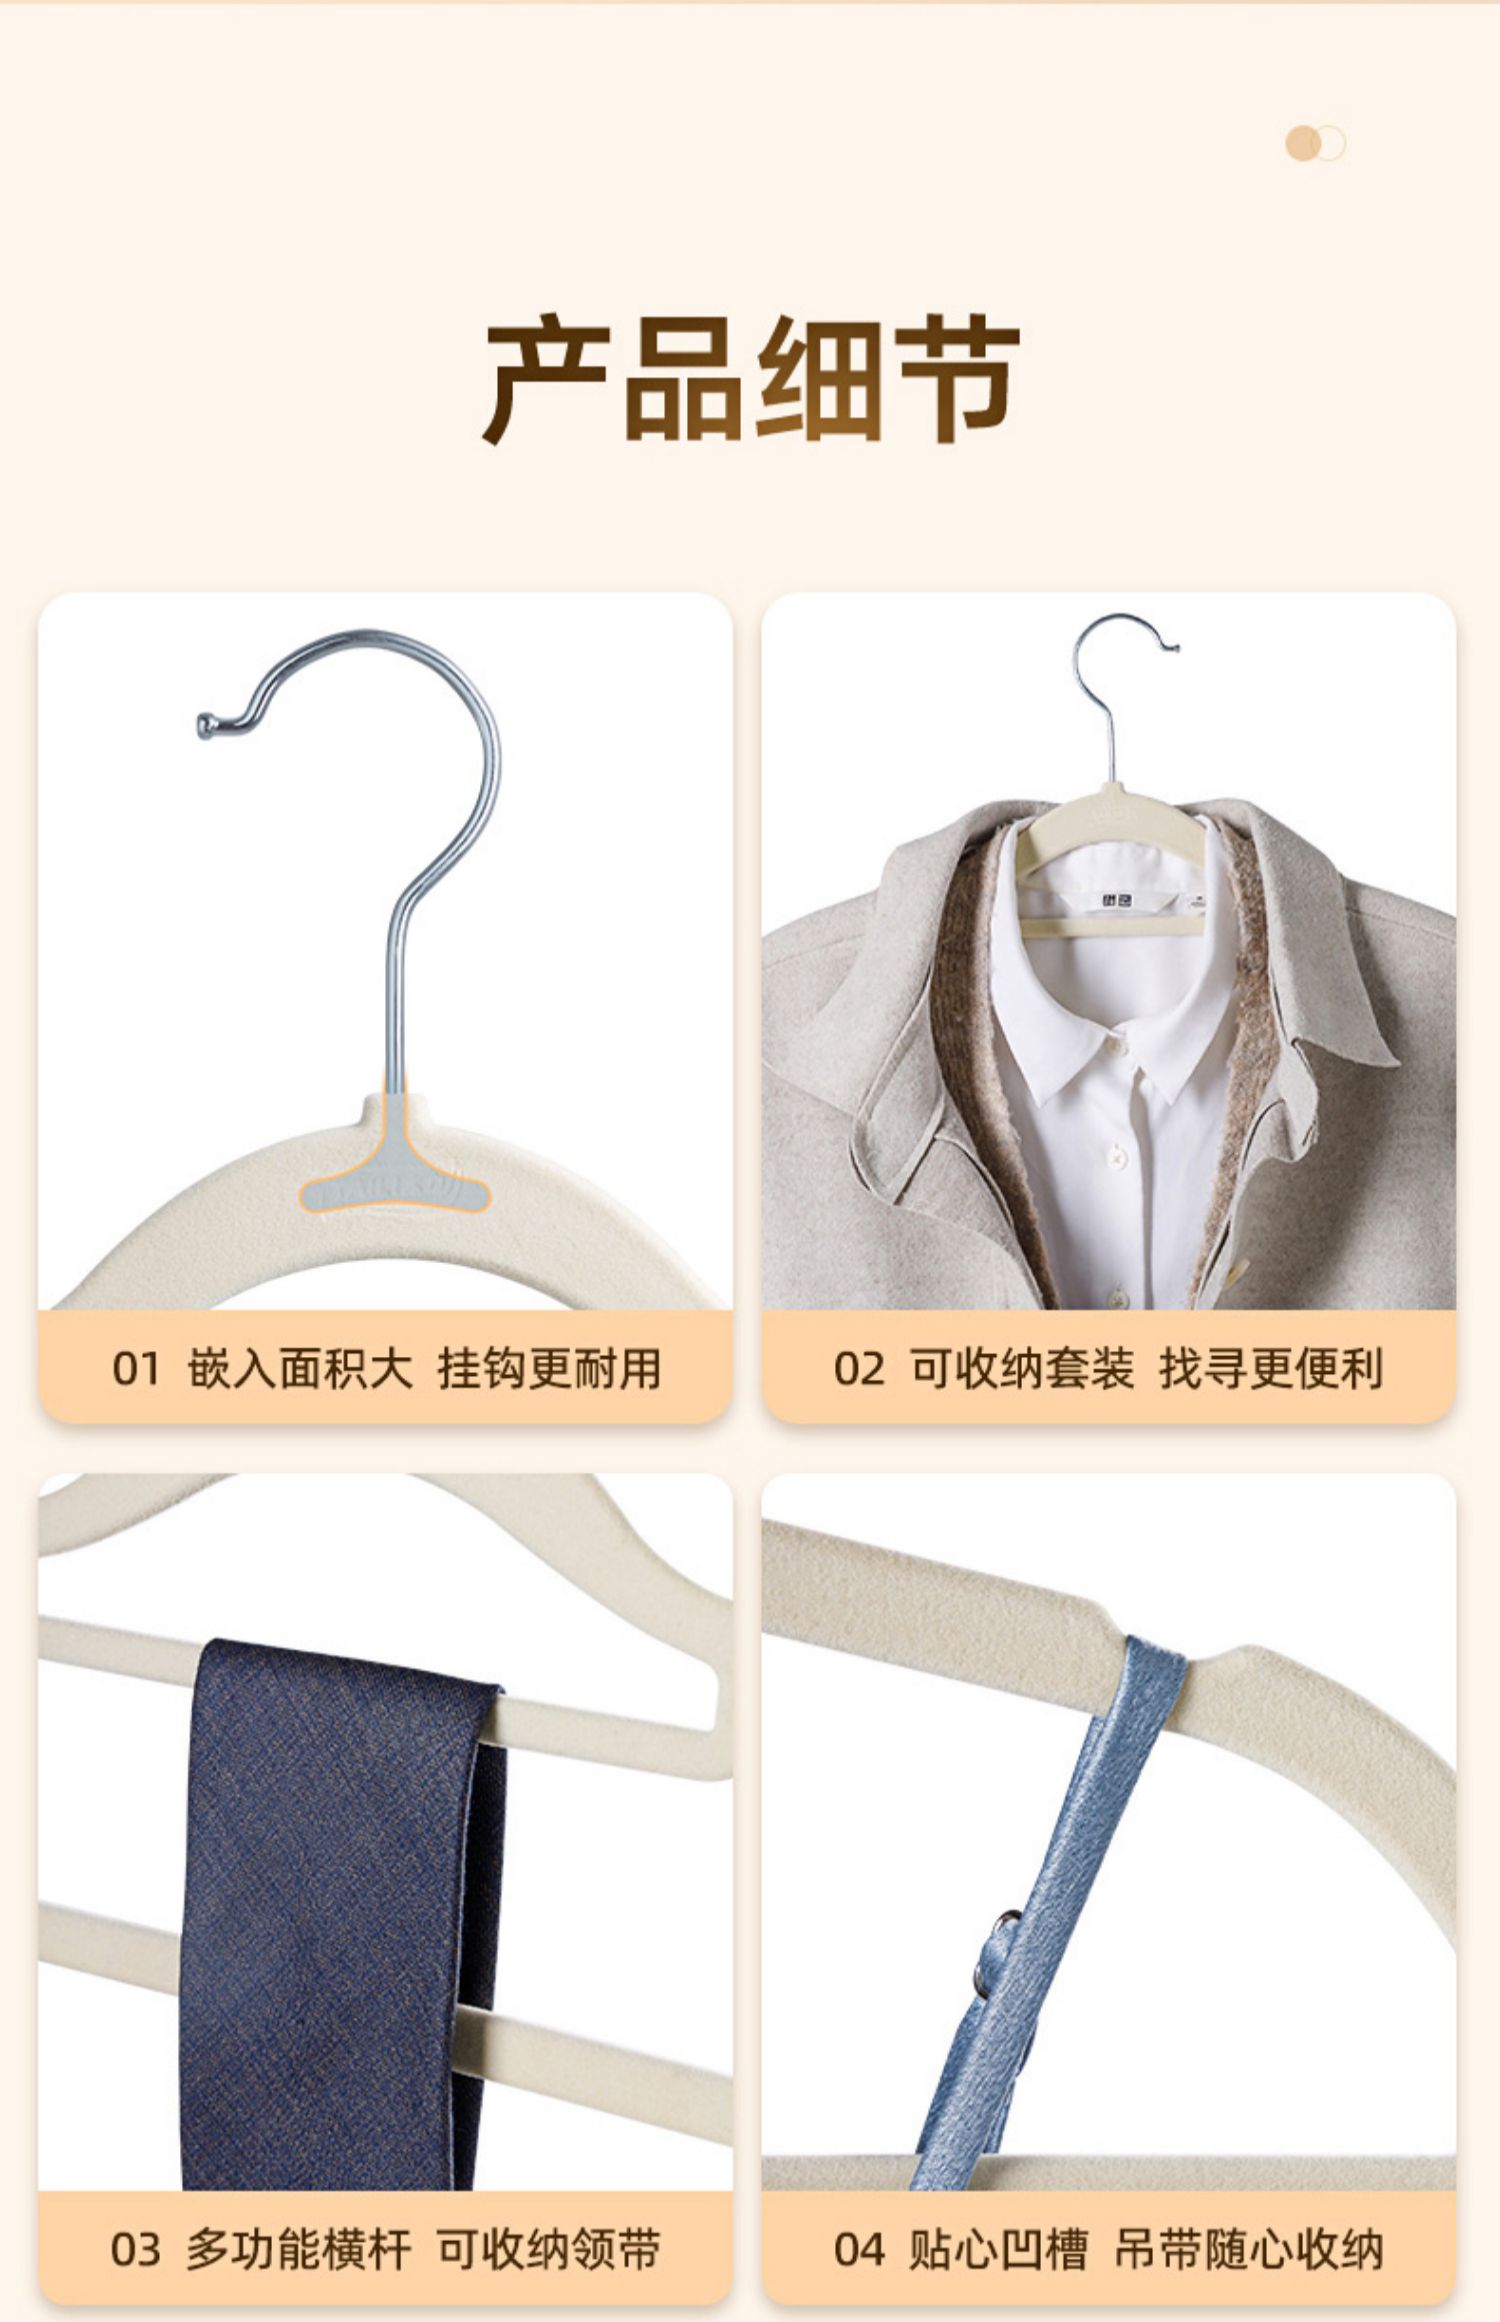 产品细节
01 嵌入面积大 挂钩更耐用
02 可收纳套装 找寻更便利
03 多功能横杆 可收纳领带
04 贴心凹槽 吊带随心收纳